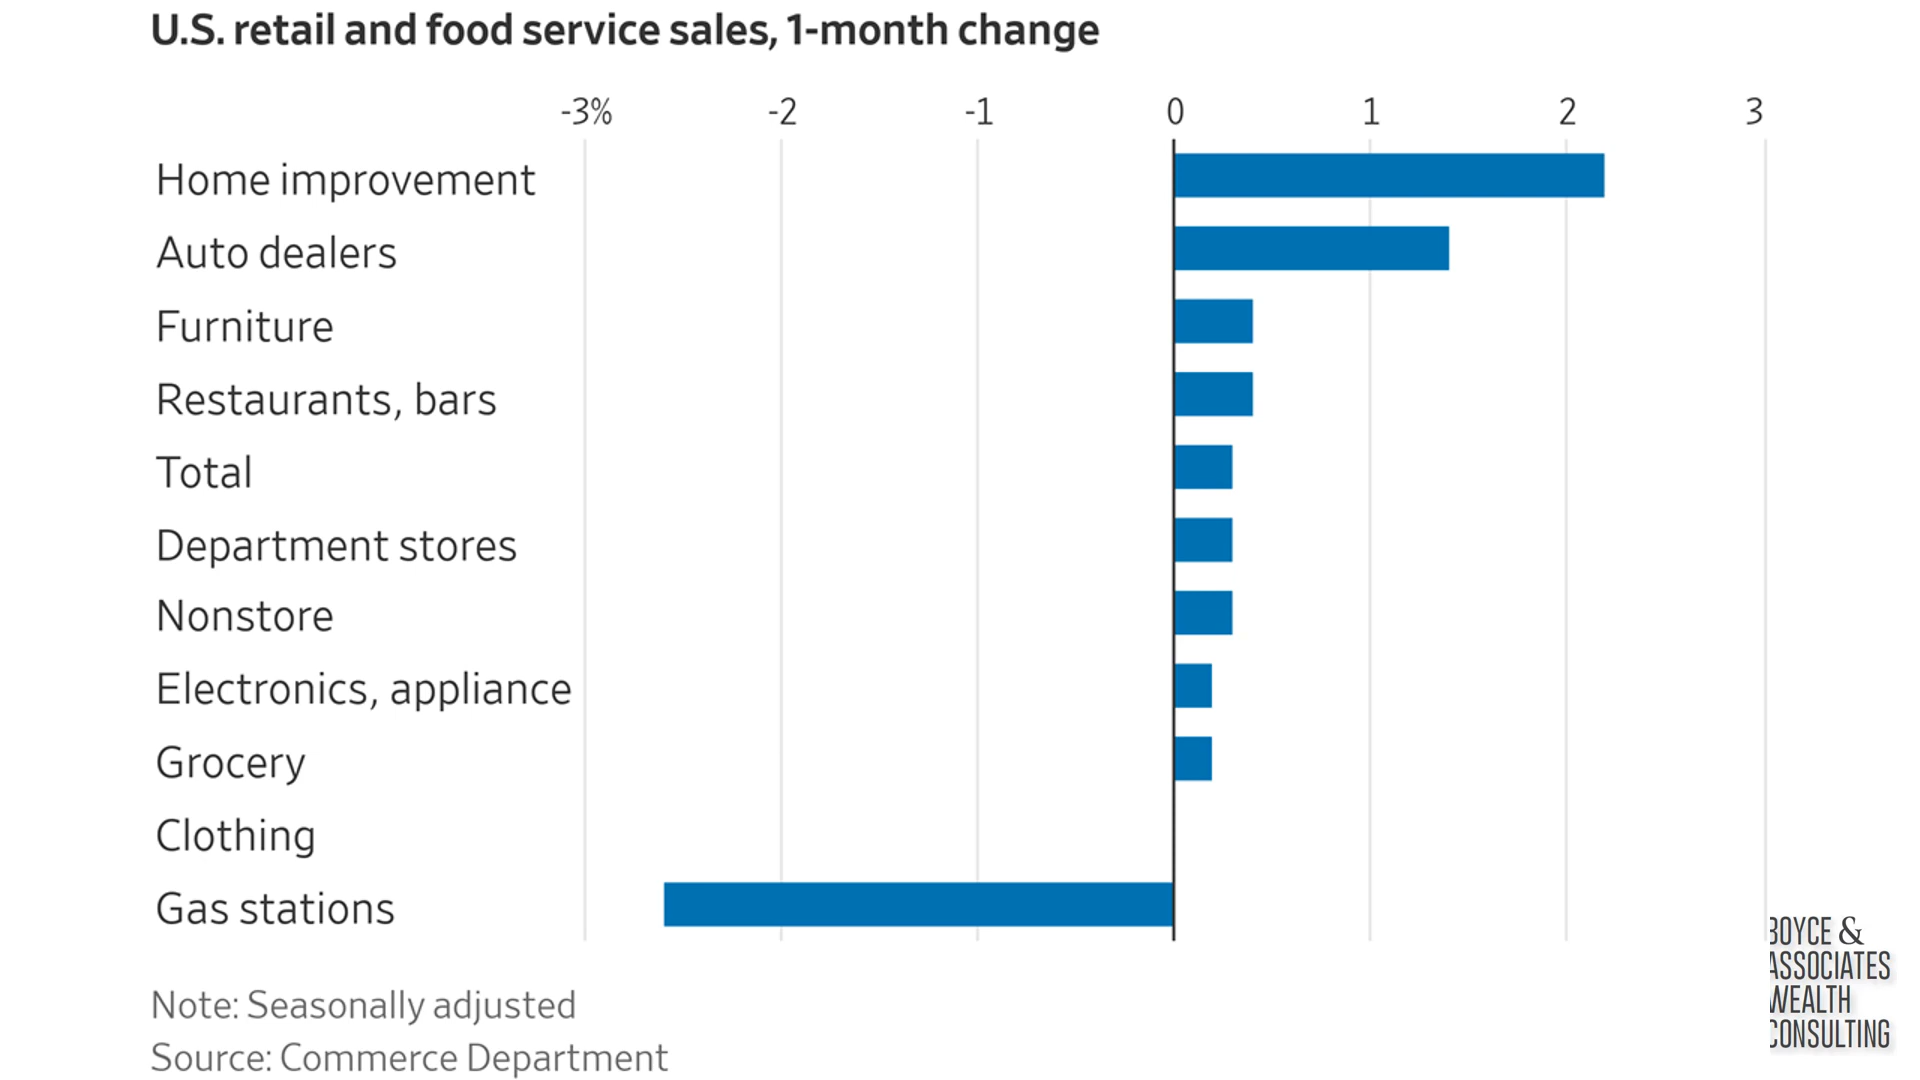 U.S. retail and food service sales, 1-month change
-3% -2 -1 0 1 2 3
Home improvement
Auto dealers
Furniture
Restaurants, bars
Total
Department stores
Nonstore
Electronics, appliance
Grocery
Clothing
Gas stations
Note: Seasonally adjusted
Source: Commerce Department
BOYCE &
ASSOCIATES
WEALTH
CONSULTING